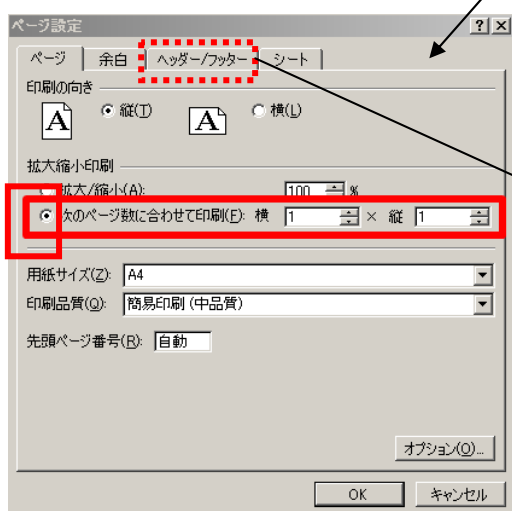 ページ設定
ページ 余白 ヘッダー/フッター シート
印刷の向き
A 縦(T) A 横(L)
拡大縮小印刷
拡大/縮小(A): 100 %
次のページ数に合わせて印刷(F): 横 1 × 縦 1
用紙サイズ(Z): A4
印刷品質(Q): 簡易印刷 (中品質)
先頭ページ番号(R): 自動
オプション(O)...
OK キャンセル